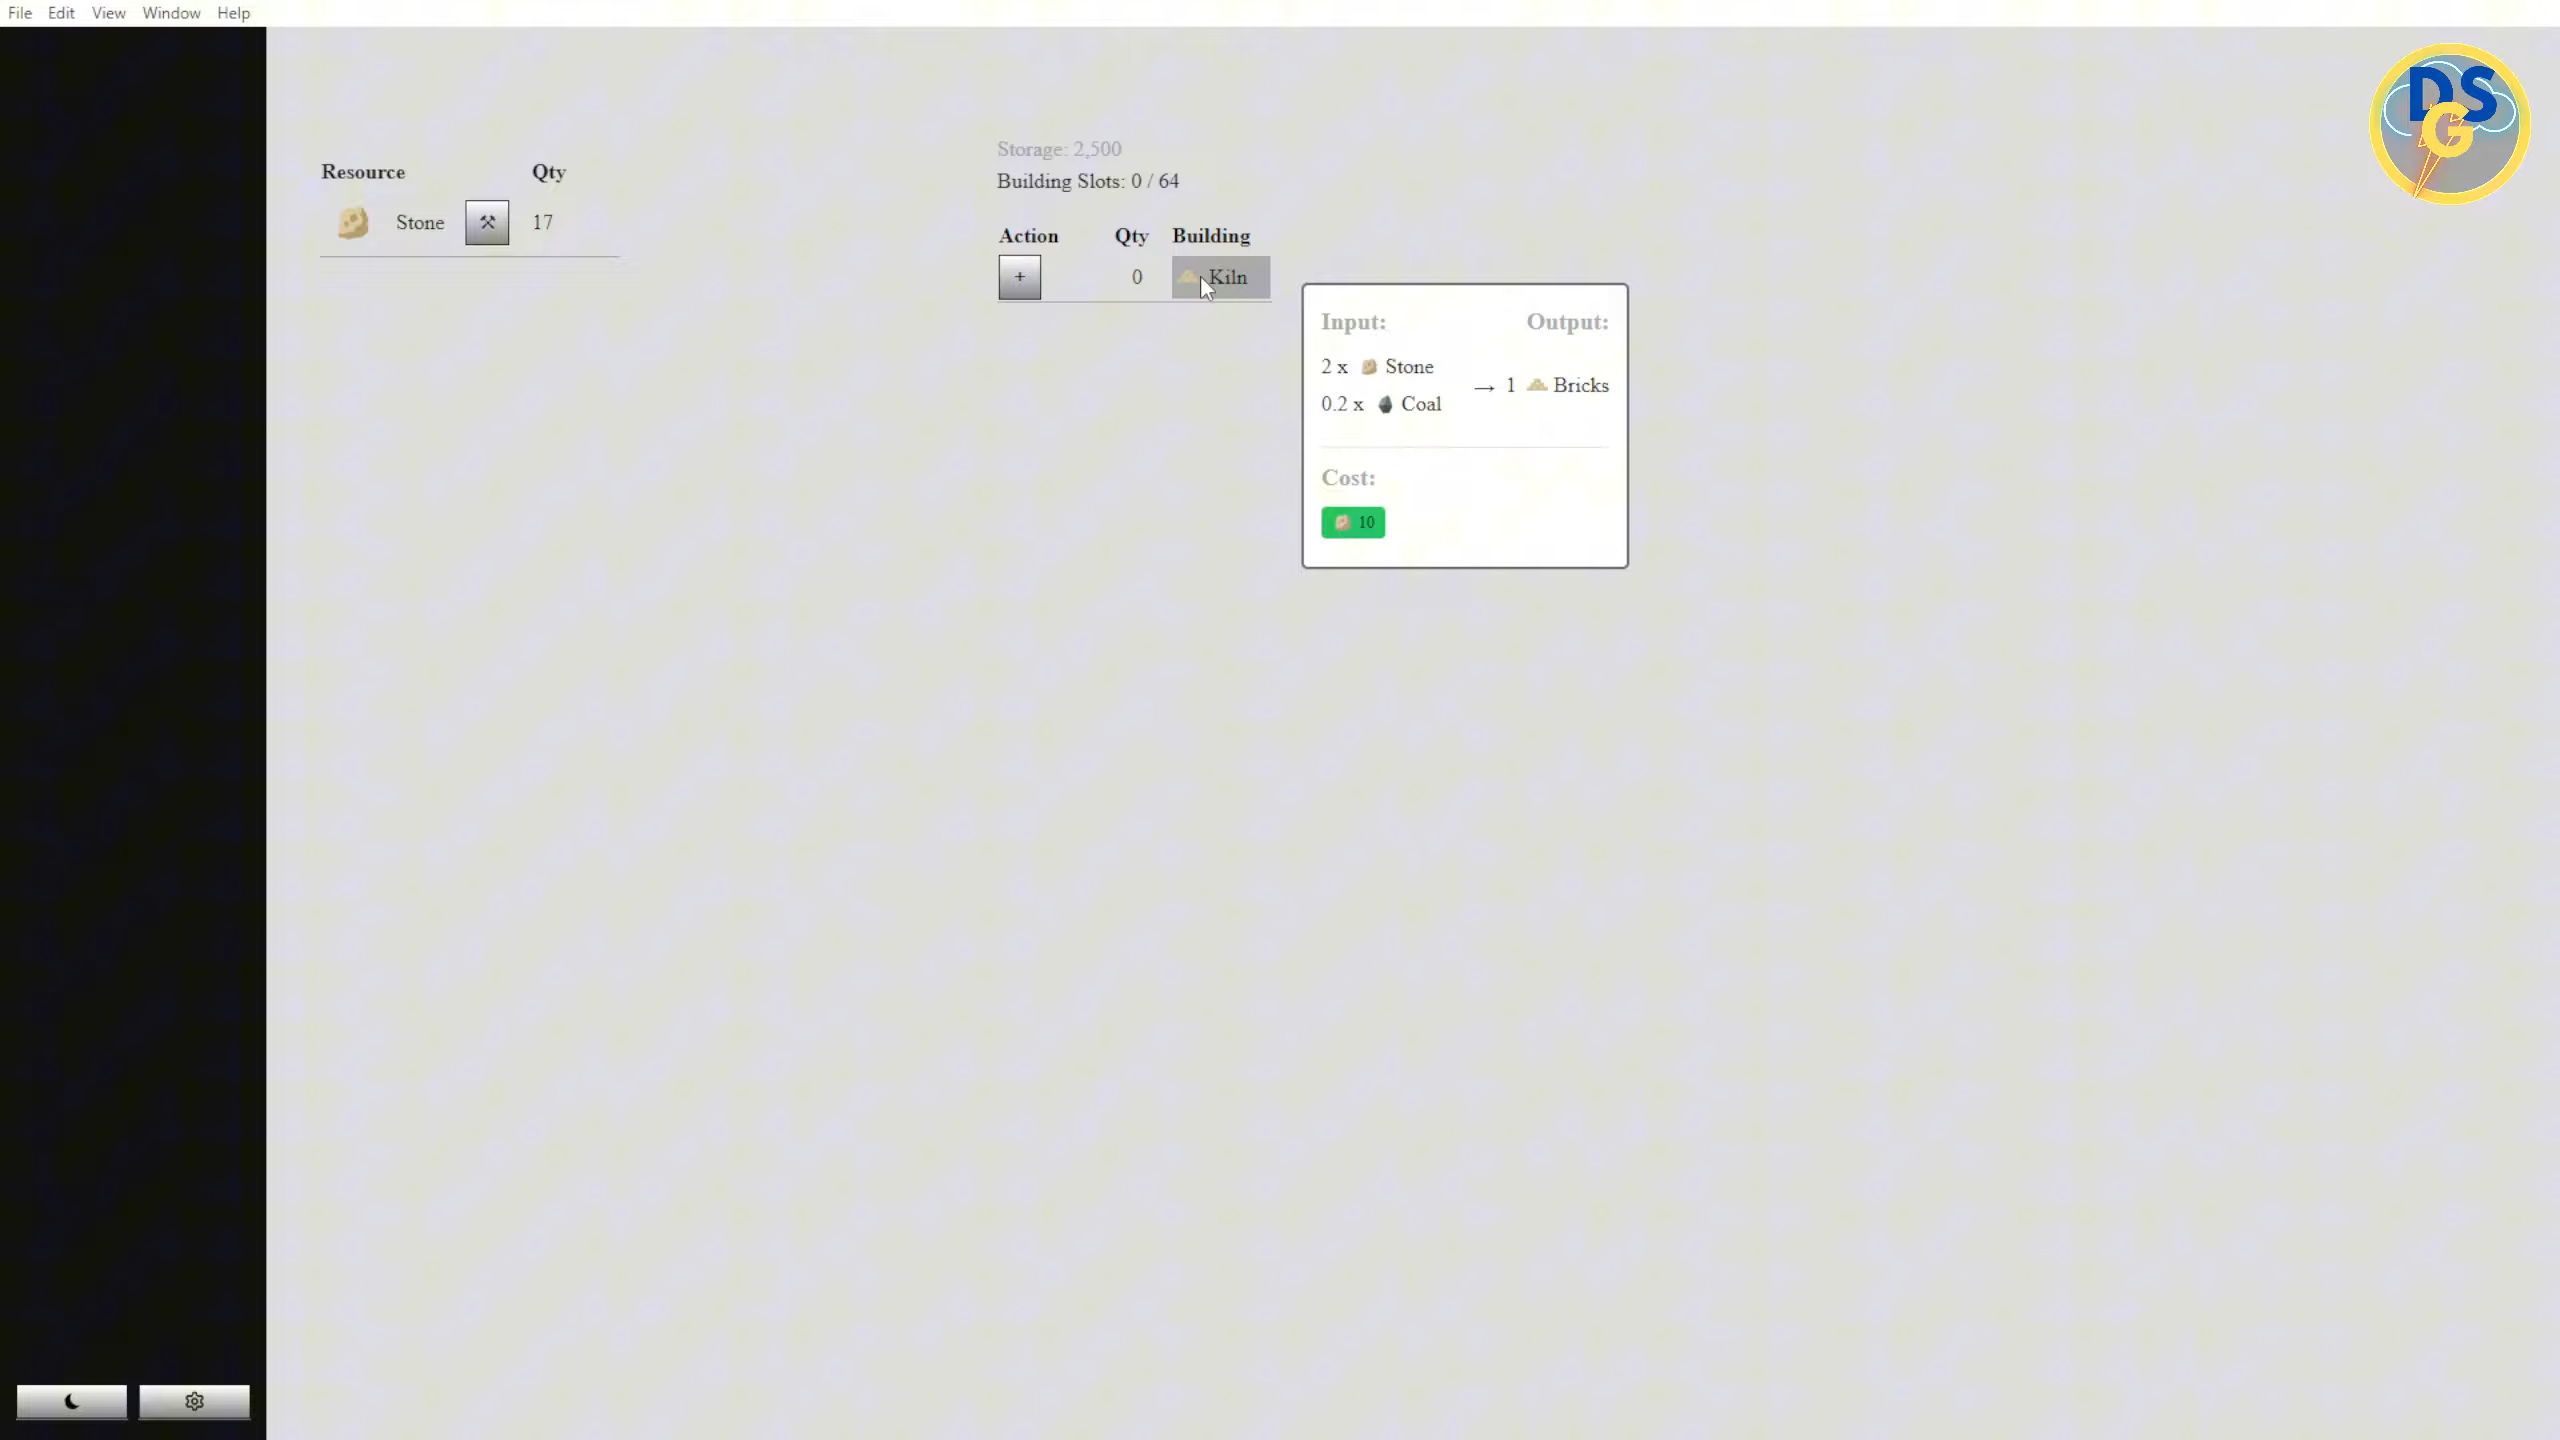 File Edit View Window Help
DSG
Storage: 2,500
Building Slots: 0 / 64
Resource Qty
Stone 17
Action Qty Building
+ 0 Kiln
Input: Output:
2 x Stone
→ 1 Bricks
0.2 x Coal
Cost:
10